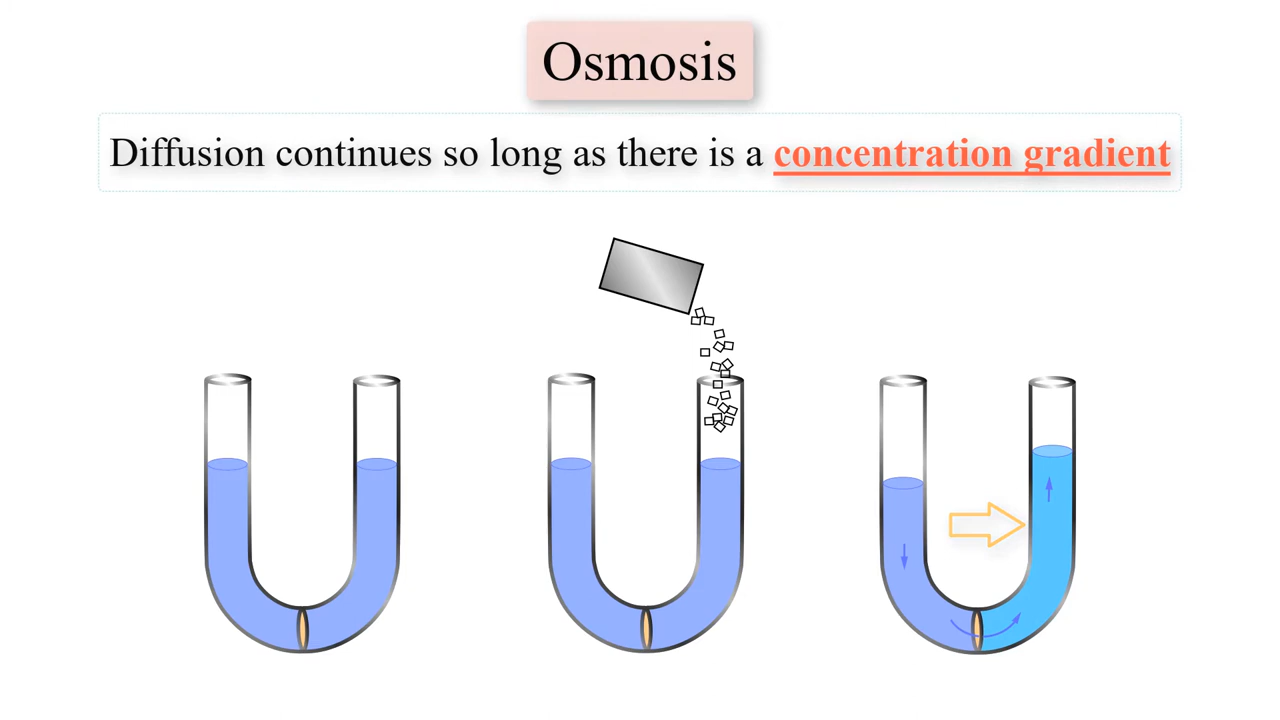 Osmosis
Diffusion continues so long as there is a concentration gradient